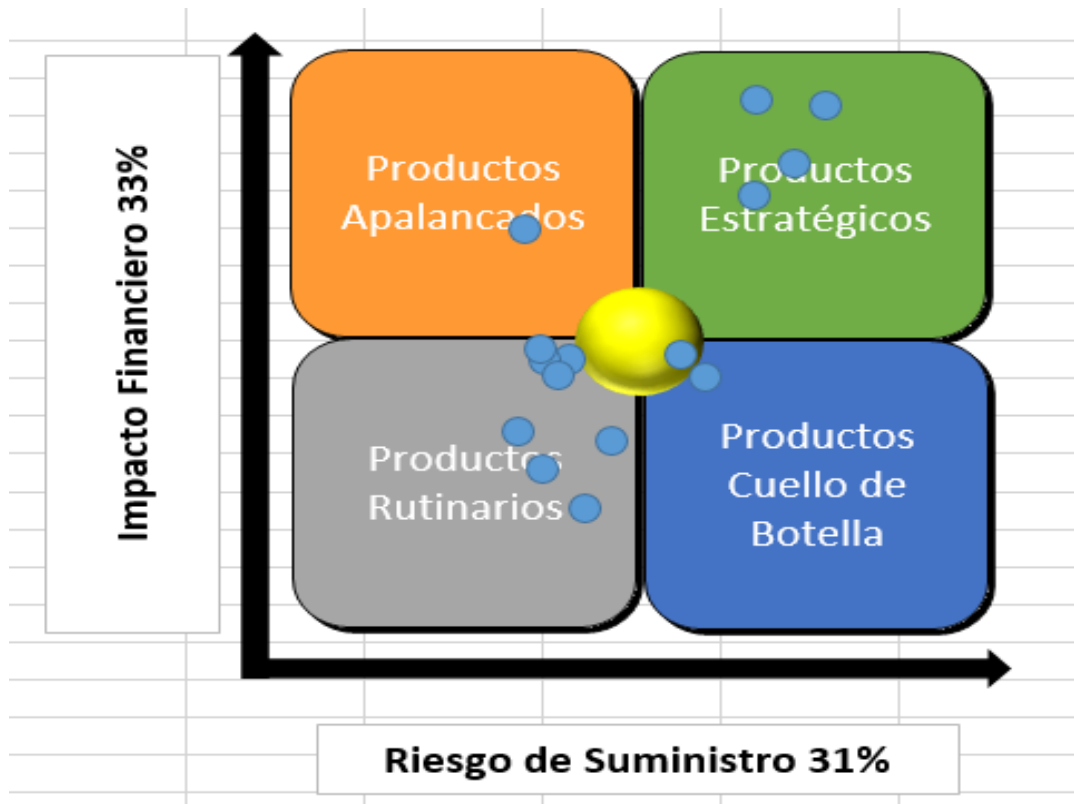 Impacto Financiero 33%
Productos
Apalancados
Productos
Estratégicos
Productos
Rutinarios
Productos
Cuello de
Botella
Riesgo de Suministro 31%